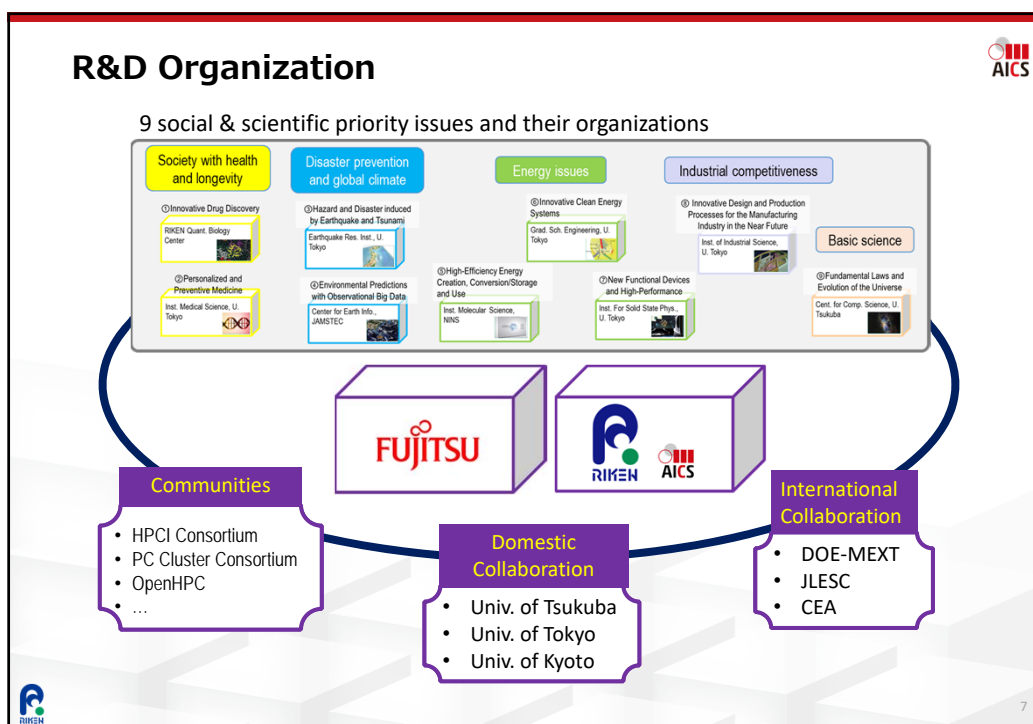 R&D Organization
AICS
9 social & scientific priority issues and their organizations
Society with health
and longevity
①Innovative Drug Discovery
RIKEN Quant. Biology
Center
②Personalized and
Preventive Medicine
Inst. Medical Science, U.
Tokyo
Disaster prevention
and global climate
③Hazard and Disaster induced
by Earthquake and Tsunami
Earthquake Res. Inst., U.
Tokyo
④Environmental Predictions
with Observational Big Data
Center for Earth Info.,
JAMSTEC
Energy issues
⑥Innovative Clean Energy
Systems
Grad. Sch. Engineering, U.
Tokyo
⑤High-Efficiency Energy
Creation, Conversion/Storage
and Use
Inst. Molecular Science,
NINS
⑦New Functional Devices
and High-Performance
Inst. For Solid State Phys.,
U. Tokyo
Industrial competitiveness
⑧ Innovative Design and Production
Processes for the Manufacturing
Industry in the Near Future
Inst. of Industrial Science,
U. Tokyo
Basic science
⑨Fundamental Laws and
Evolution of the Universe
Cent. for Comp. Science, U.
Tsukuba
FUJITSU
RIKEN
AICS
Communities
• HPCI Consortium
• PC Cluster Consortium
• OpenHPC
• …
Domestic
Collaboration
• Univ. of Tsukuba
• Univ. of Tokyo
• Univ. of Kyoto
International
Collaboration
• DOE-MEXT
• JLESC
• CEA
RIKEN
7